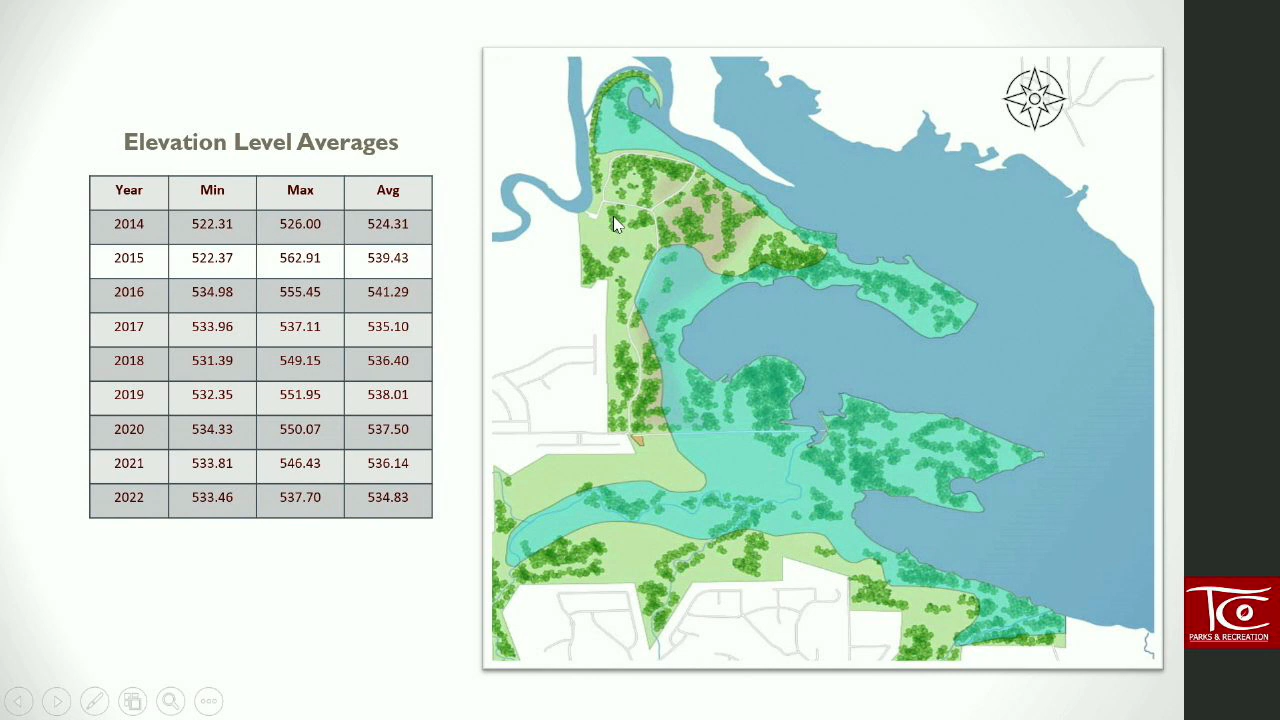 Elevation Level Averages
Year Min Max Avg
2014 522.31 526.00 524.31
2015 522.37 562.91 539.43
2016 534.98 555.45 541.29
2017 533.96 537.11 535.10
2018 531.39 549.15 536.40
2019 532.35 551.95 538.01
2020 534.33 550.07 537.50
2021 533.81 546.43 536.14
2022 533.46 537.70 534.83
TCO
PARKS & RECREATION